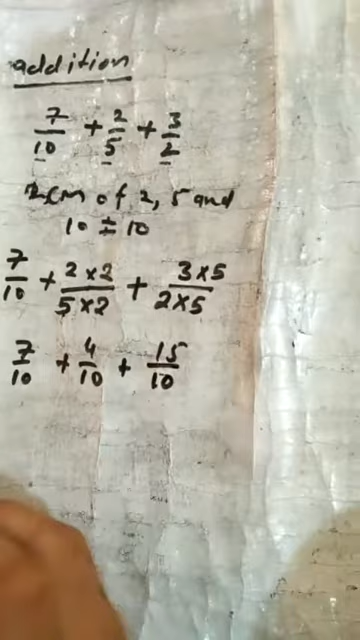 addition
7/10 + 2/5 + 3/2
LCM of 2, 5 and
10 = 10
7/10 + 2×2/5×2 + 3×5/2×5
7/10 + 4/10 + 15/10